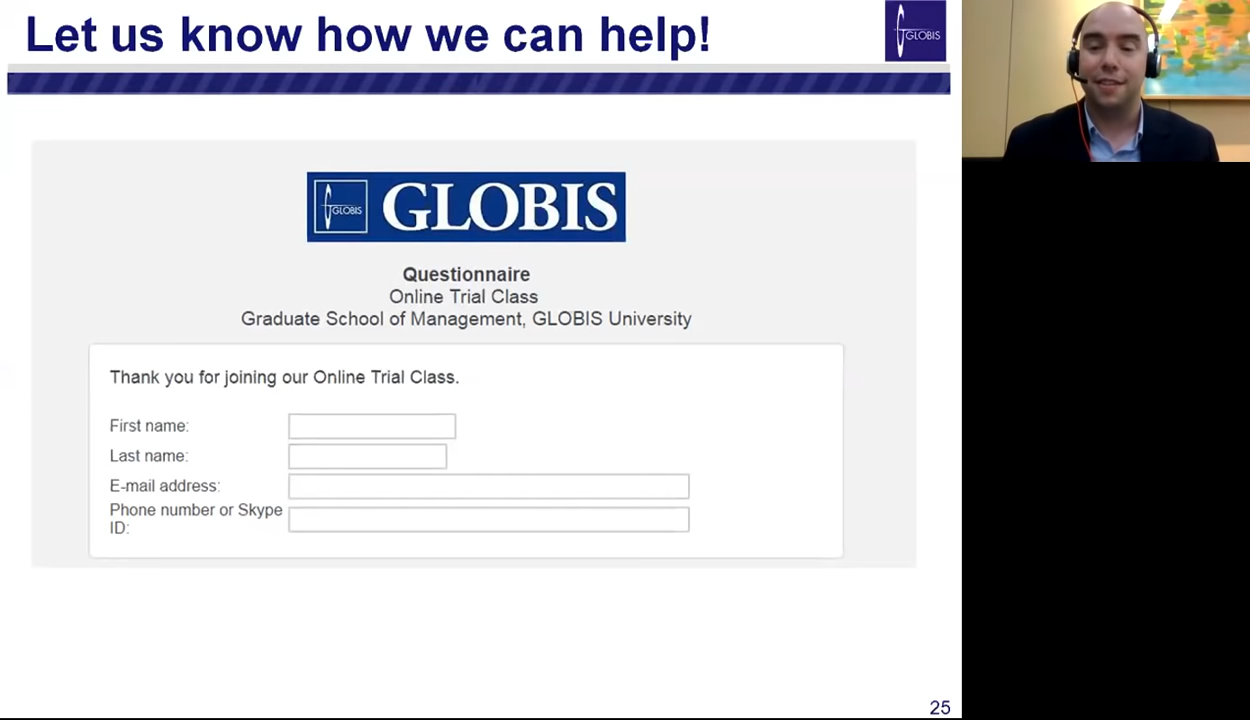 Let us know how we can help!
GLOBIS
GLOBIS GLOBIS
Questionnaire
Online Trial Class
Graduate School of Management, GLOBIS University
Thank you for joining our Online Trial Class.
First name:
Last name:
E-mail address:
Phone number or Skype
ID:
25